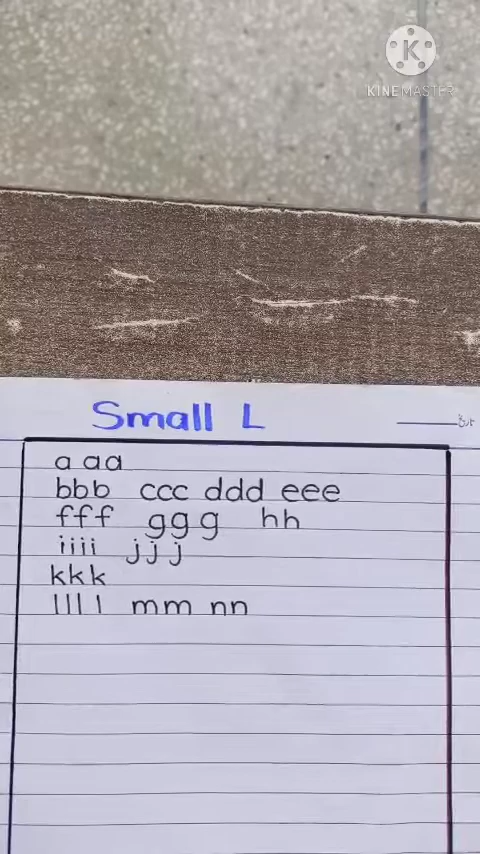 K
KINEMASTER
Small L
a aa
bbb ccc ddd eee
fff ggg hh
iiii jjj
kkk
llll mm nn